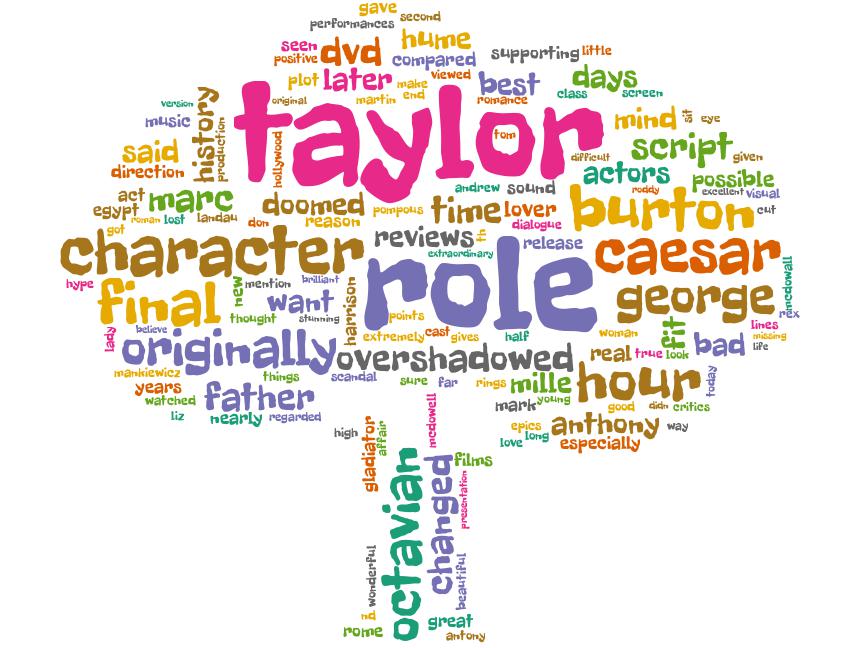 gave
performances second
seen dvd hume supporting little
positive compared
plot later make viewed best days
version original martin end romance class screen
music history taylor tom mind sit eye
production hollywood
said difficult script given
direction andrew sound actors possible
act marc doomed roddy excellent visual
egypt pompous time lover burton cut
roman lost landau don reason dialogue
got
character reviews th release caesar
extraordinary mcdowall
hype new mention brilliant role george
final want harrison rex
thought stunning points lines
lady believe extremely cast gives half woman fit missing
originally overshadowed real true look bad life
mankiewicz things scandal sure far rings mille hour today
years father young
watched mark good didn critics
liz nearly regarded
high gladiator affair mcdowell epics anthony way
love long especially
octavian changed films
presentation
wonderful beautiful
great
rome antony